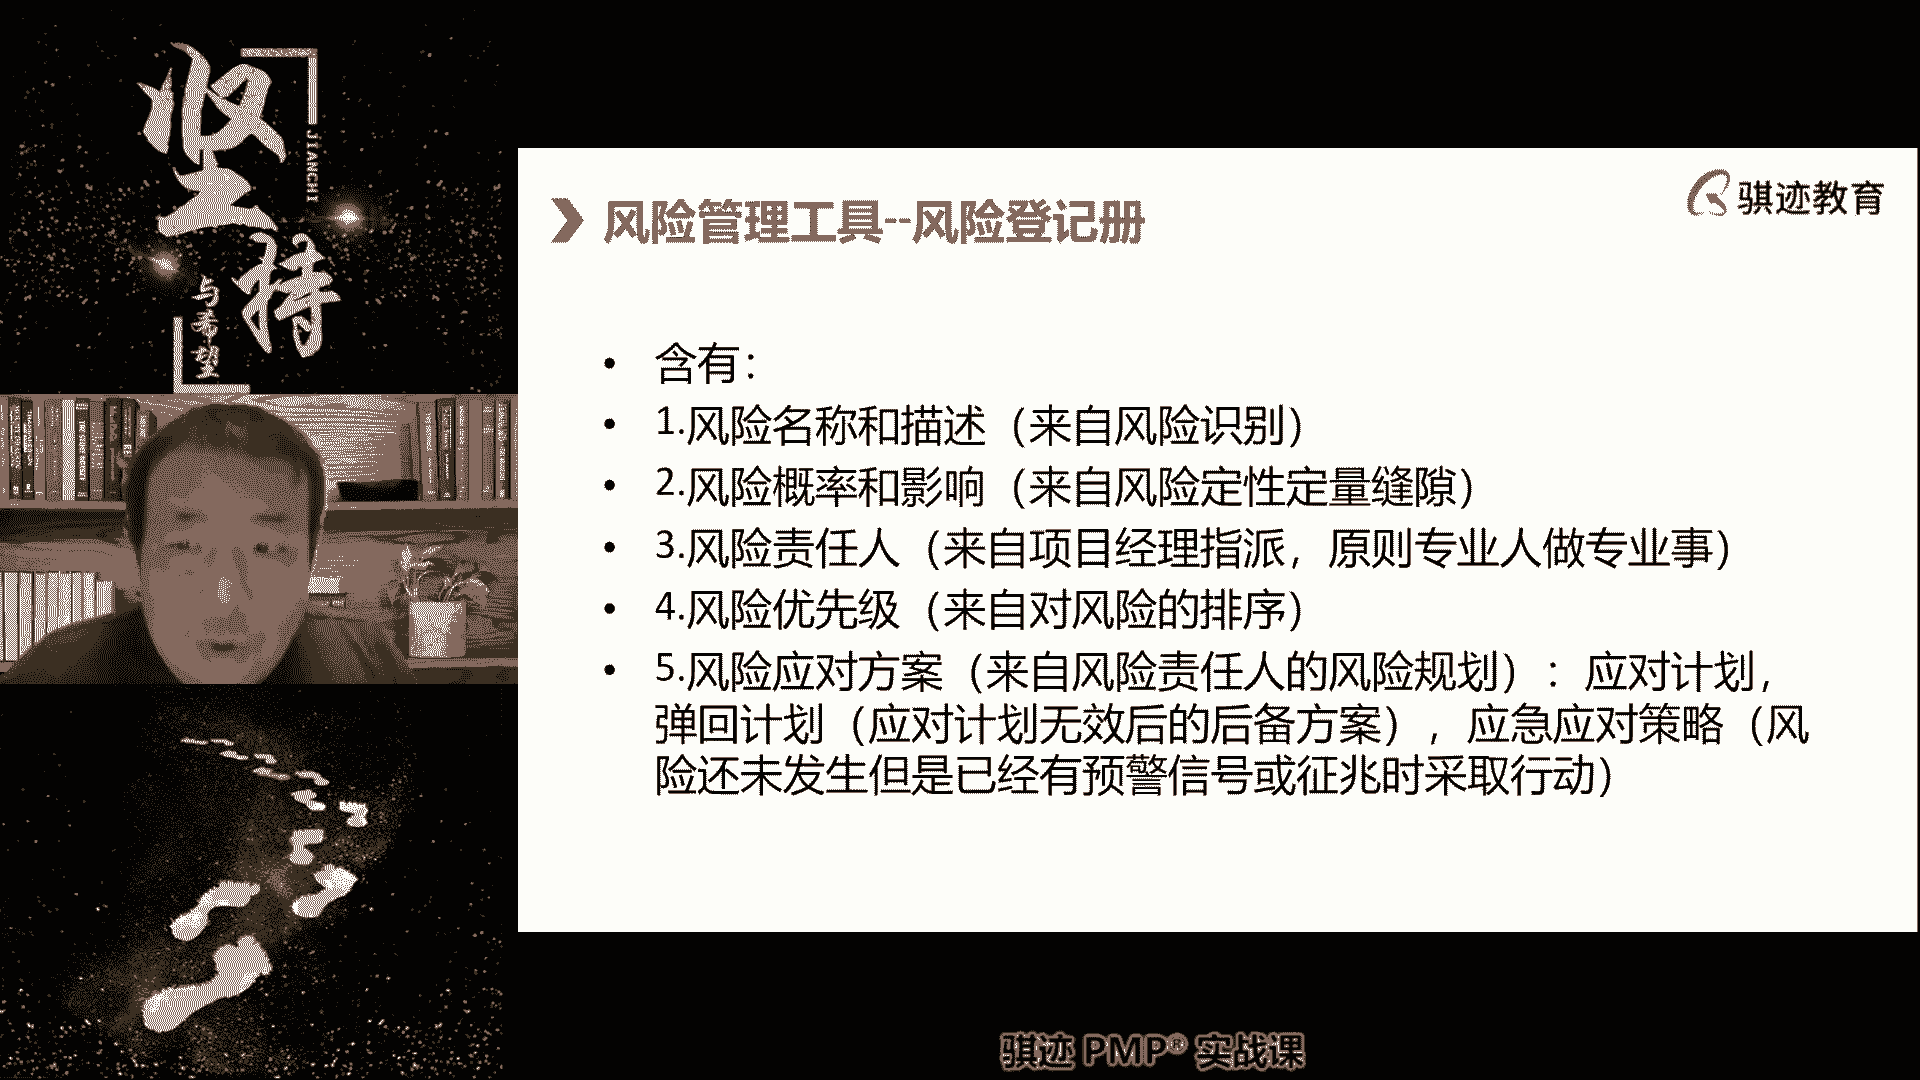 坚持
JIANCHI
与希望
骐迹教育
风险管理工具--风险登记册
• 含有：
• 1.风险名称和描述（来自风险识别）
• 2.风险概率和影响（来自风险定性定量缝隙）
• 3.风险责任人（来自项目经理指派，原则专业人做专业事）
• 4.风险优先级（来自对风险的排序）
• 5.风险应对方案（来自风险责任人的风险规划）：应对计划，
弹回计划（应对计划无效后的后备方案），应急应对策略（风
险还未发生但是已经有预警信号或征兆时采取行动）
骐迹 PMP® 实战课